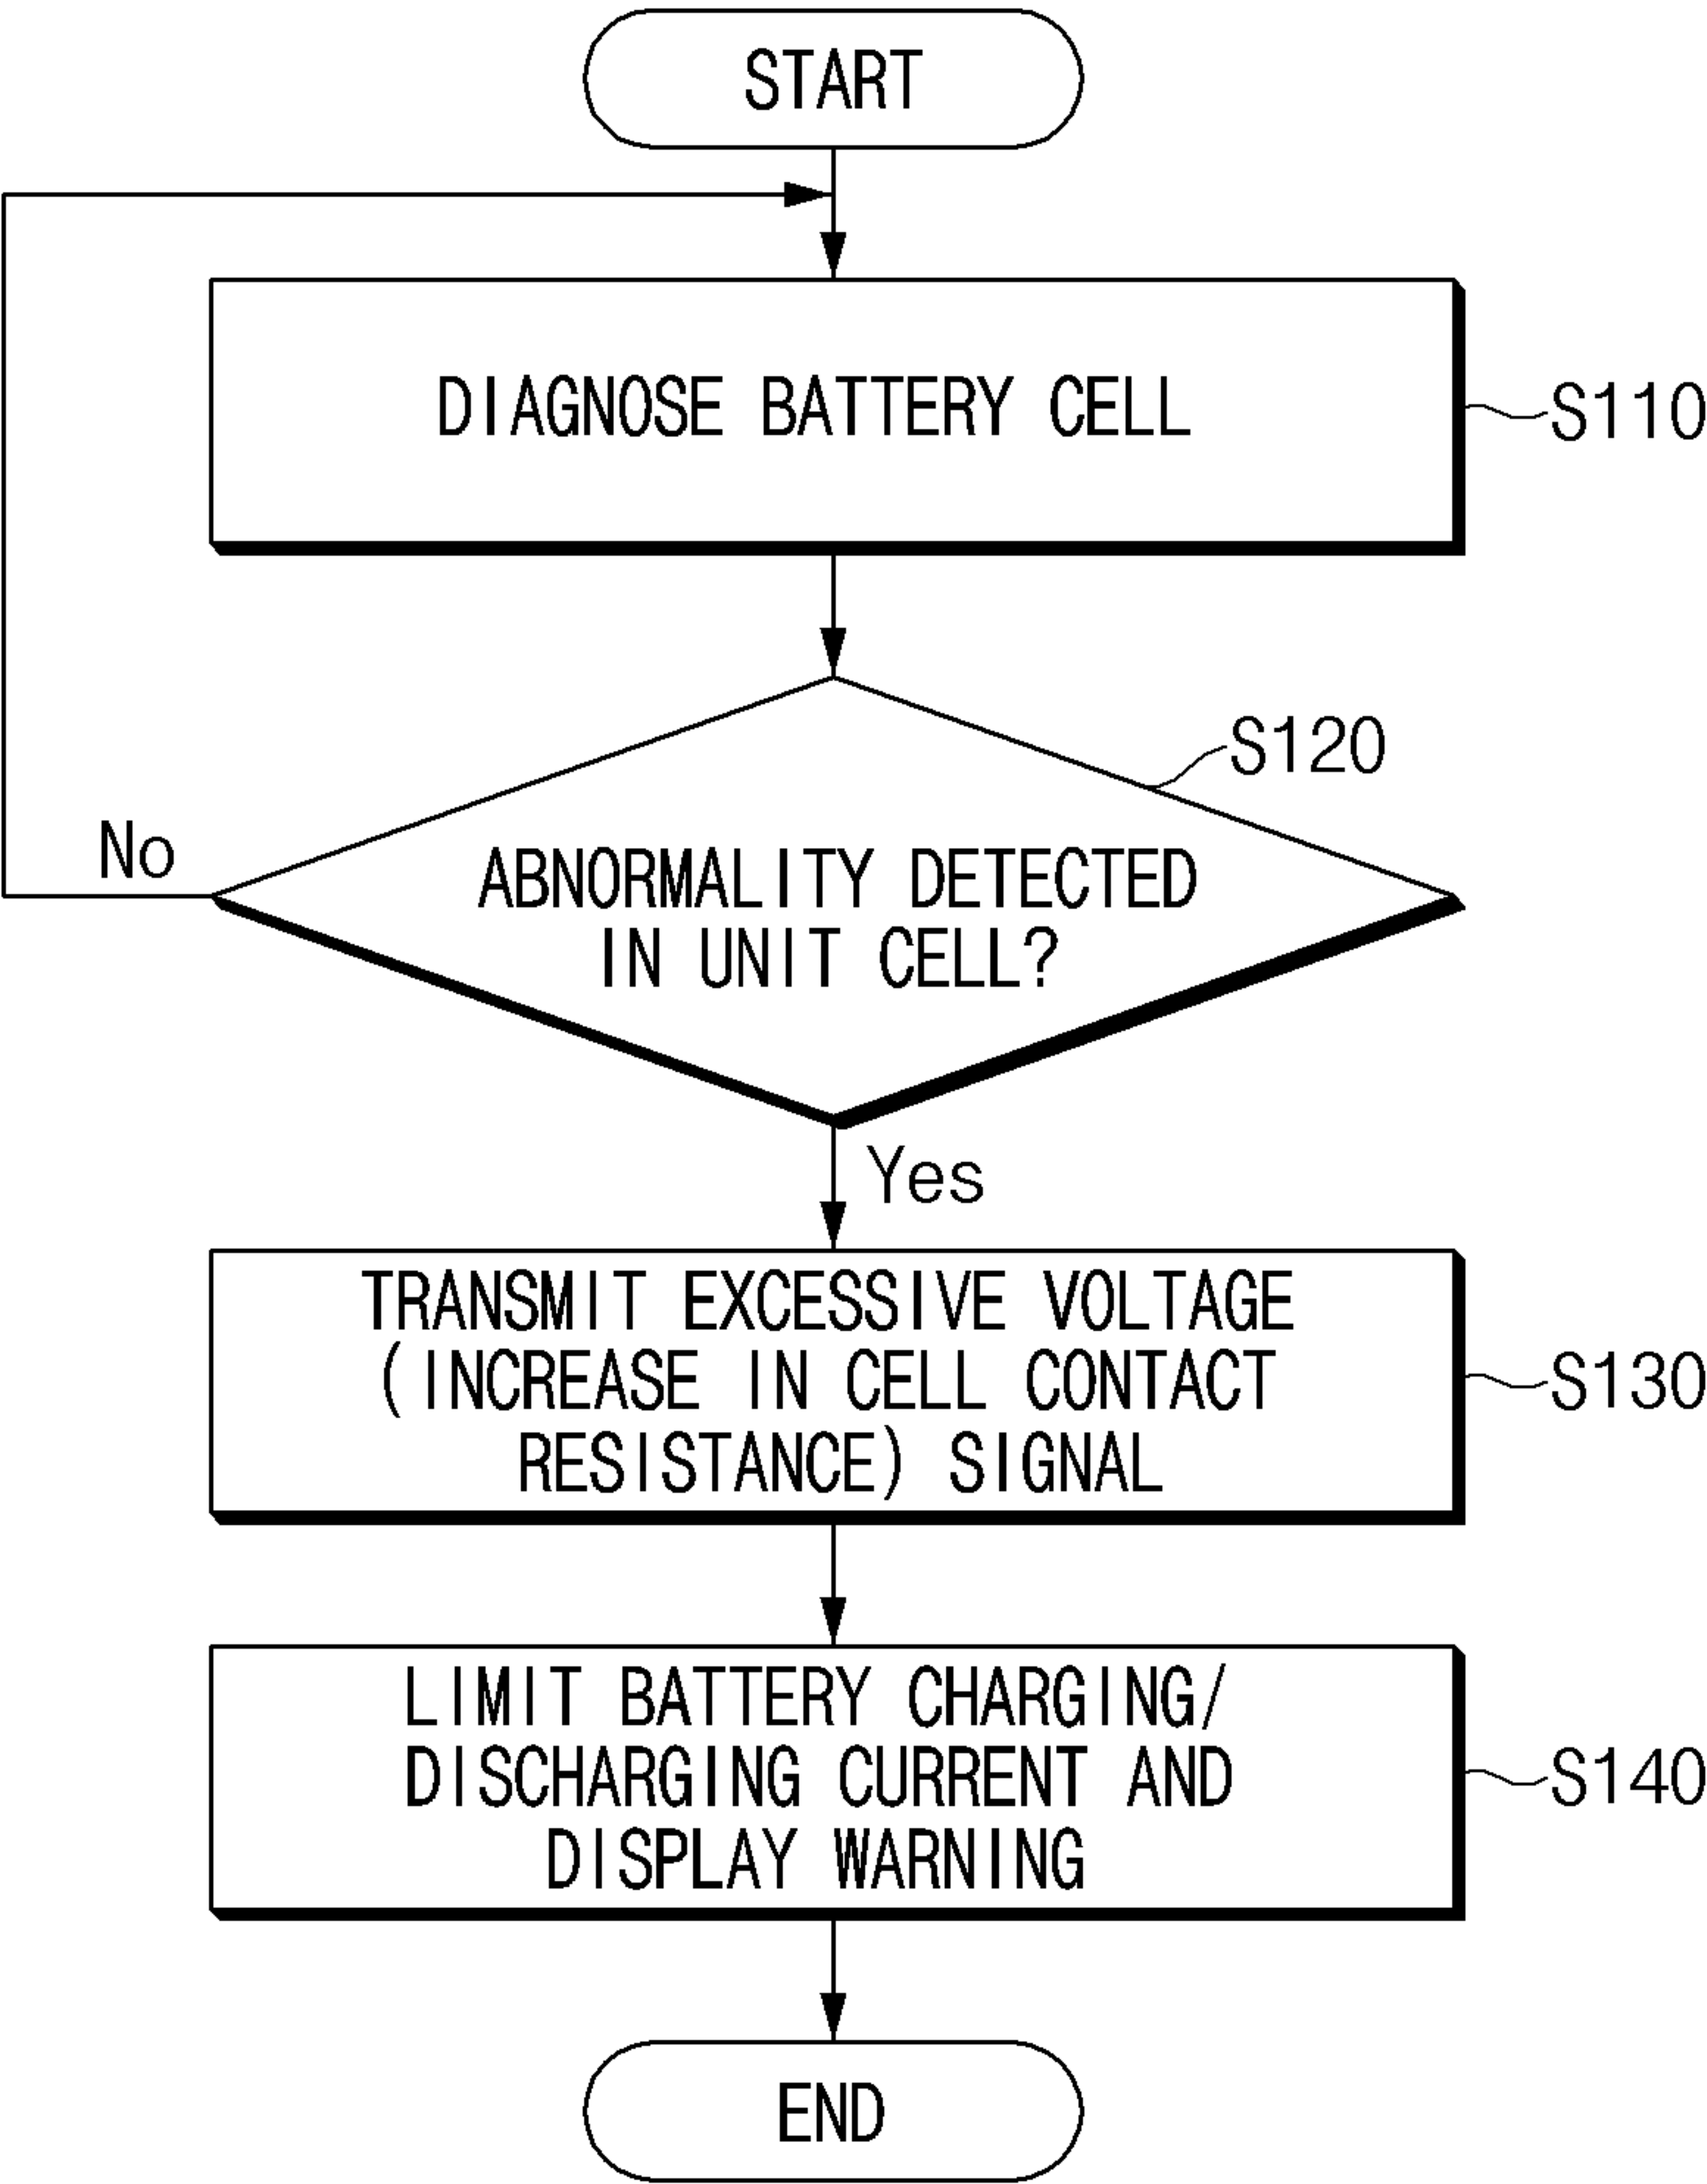 START
DIAGNOSE BATTERY CELL
S110
S120
No
ABNORMALITY DETECTED
IN UNIT CELL?
Yes
TRANSMIT EXCESSIVE VOLTAGE
(INCREASE IN CELL CONTACT
RESISTANCE) SIGNAL
S130
LIMIT BATTERY CHARGING/
DISCHARGING CURRENT AND
DISPLAY WARNING
S140
END